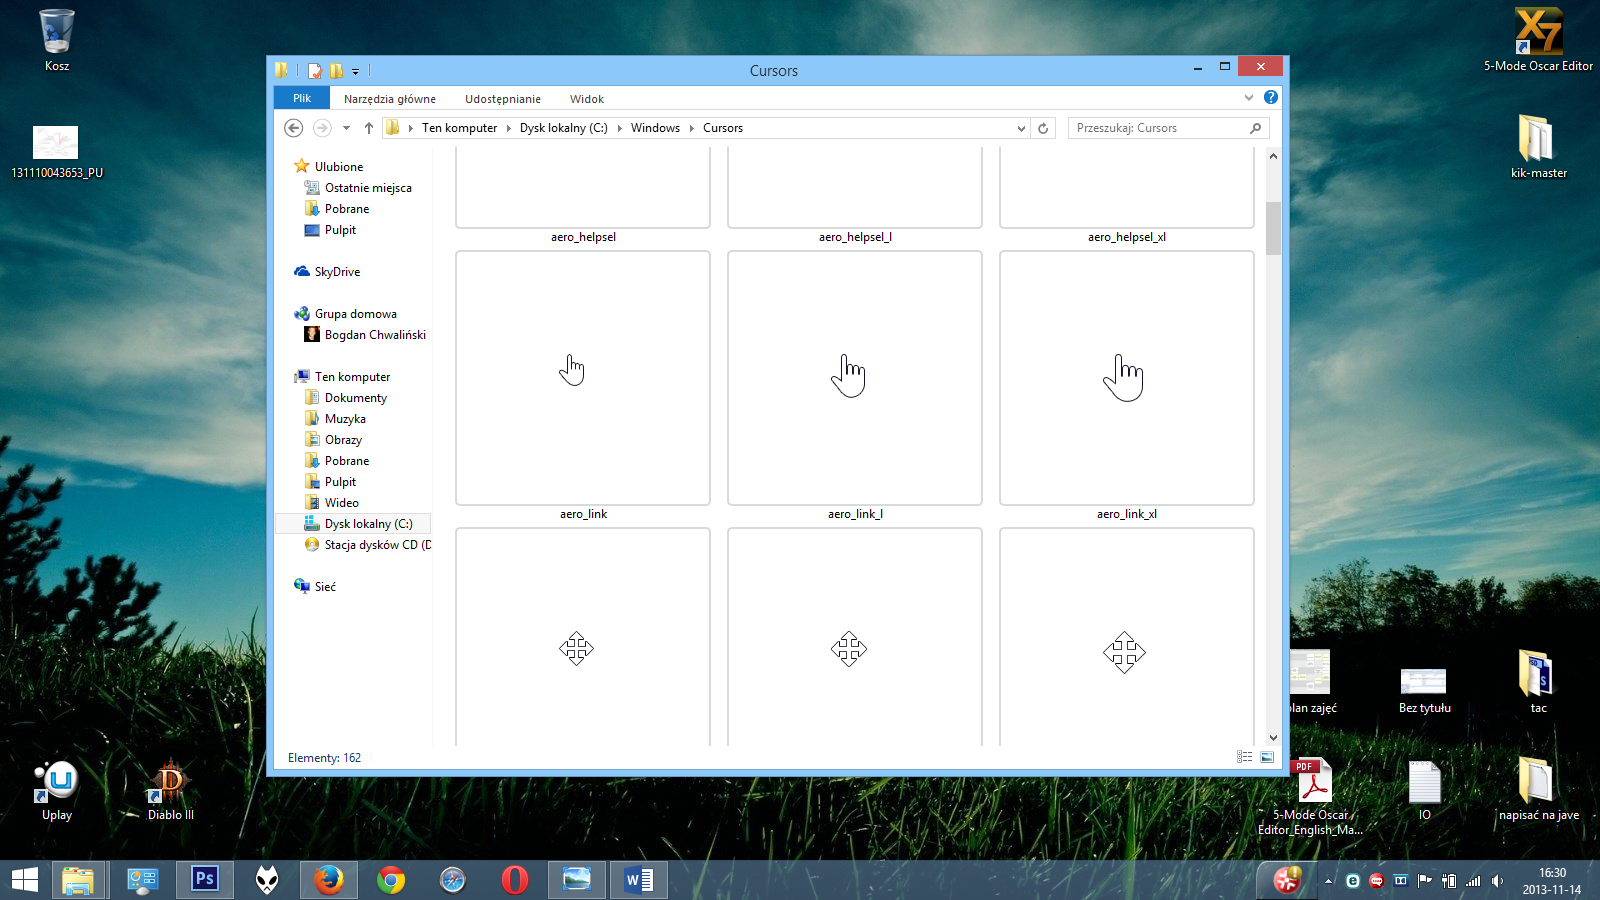 Kosz
131110043653_PU
5-Mode Oscar Editor
kik-master
Cursors
Plik
Narzędzia główne
Udostępnianie
Widok
Ten komputer
Dysk lokalny (C:)
Windows
Cursors
Przeszukaj: Cursors
Ulubione
Ostatnie miejsca
Pobrane
Pulpit
SkyDrive
Grupa domowa
Bogdan Chwaliński
Ten komputer
Dokumenty
Muzyka
Obrazy
Pobrane
Pulpit
Wideo
Dysk lokalny (C:)
Stacja dysków CD (D
Sieć
aero_helpsel
aero_helpsel_l
aero_helpsel_xl
aero_link
aero_link_l
aero_link_xl
Elementy: 162
plan zajęć
Bez tytułu
tac
Uplay
Diablo III
PDF
5-Mode Oscar
Editor_English_Ma...
IO
napisać na jave
Ps
16:30
2013-11-14